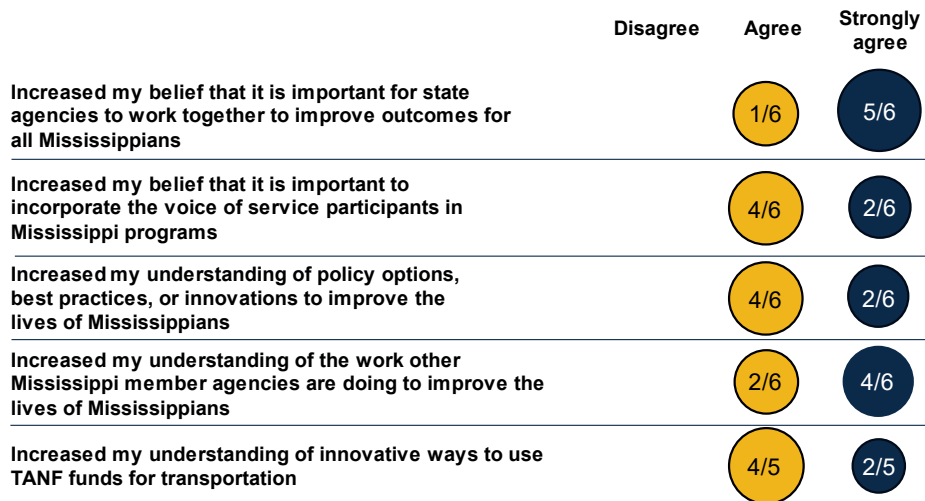 Disagree Agree Strongly agree
Increased my belief that it is important for state
agencies to work together to improve outcomes for
all Mississippians
1/6 5/6
Increased my belief that it is important to
incorporate the voice of service participants in
Mississippi programs
4/6 2/6
Increased my understanding of policy options,
best practices, or innovations to improve the
lives of Mississippians
4/6 2/6
Increased my understanding of the work other
Mississippi member agencies are doing to improve the
lives of Mississippians
2/6 4/6
Increased my understanding of innovative ways to use
TANF funds for transportation
4/5 2/5